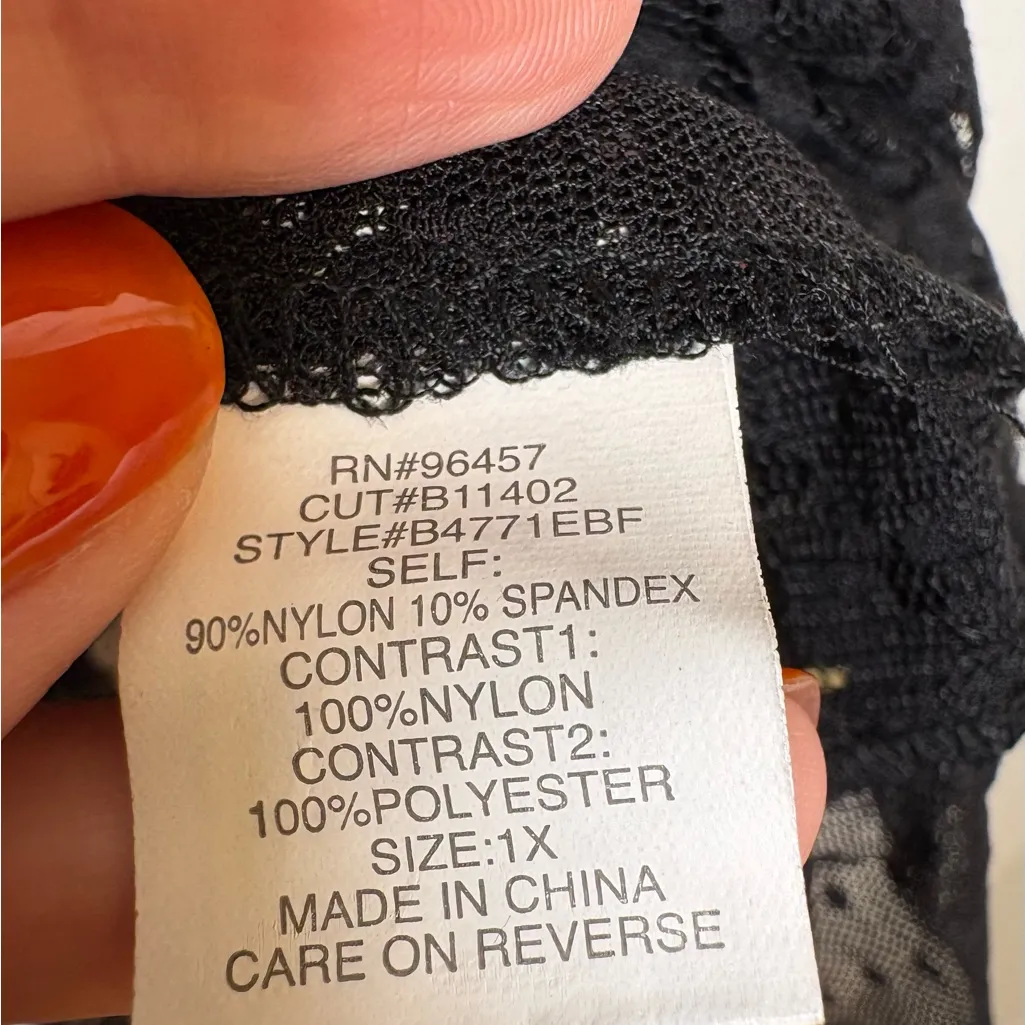 RN#96457
CUT#B11402
STYLE#B4771EBF
SELF:
90%NYLON 10% SPANDEX
CONTRAST1:
100%NYLON
CONTRAST2:
100%POLYESTER
SIZE:1X
MADE IN CHINA
CARE ON REVERSE